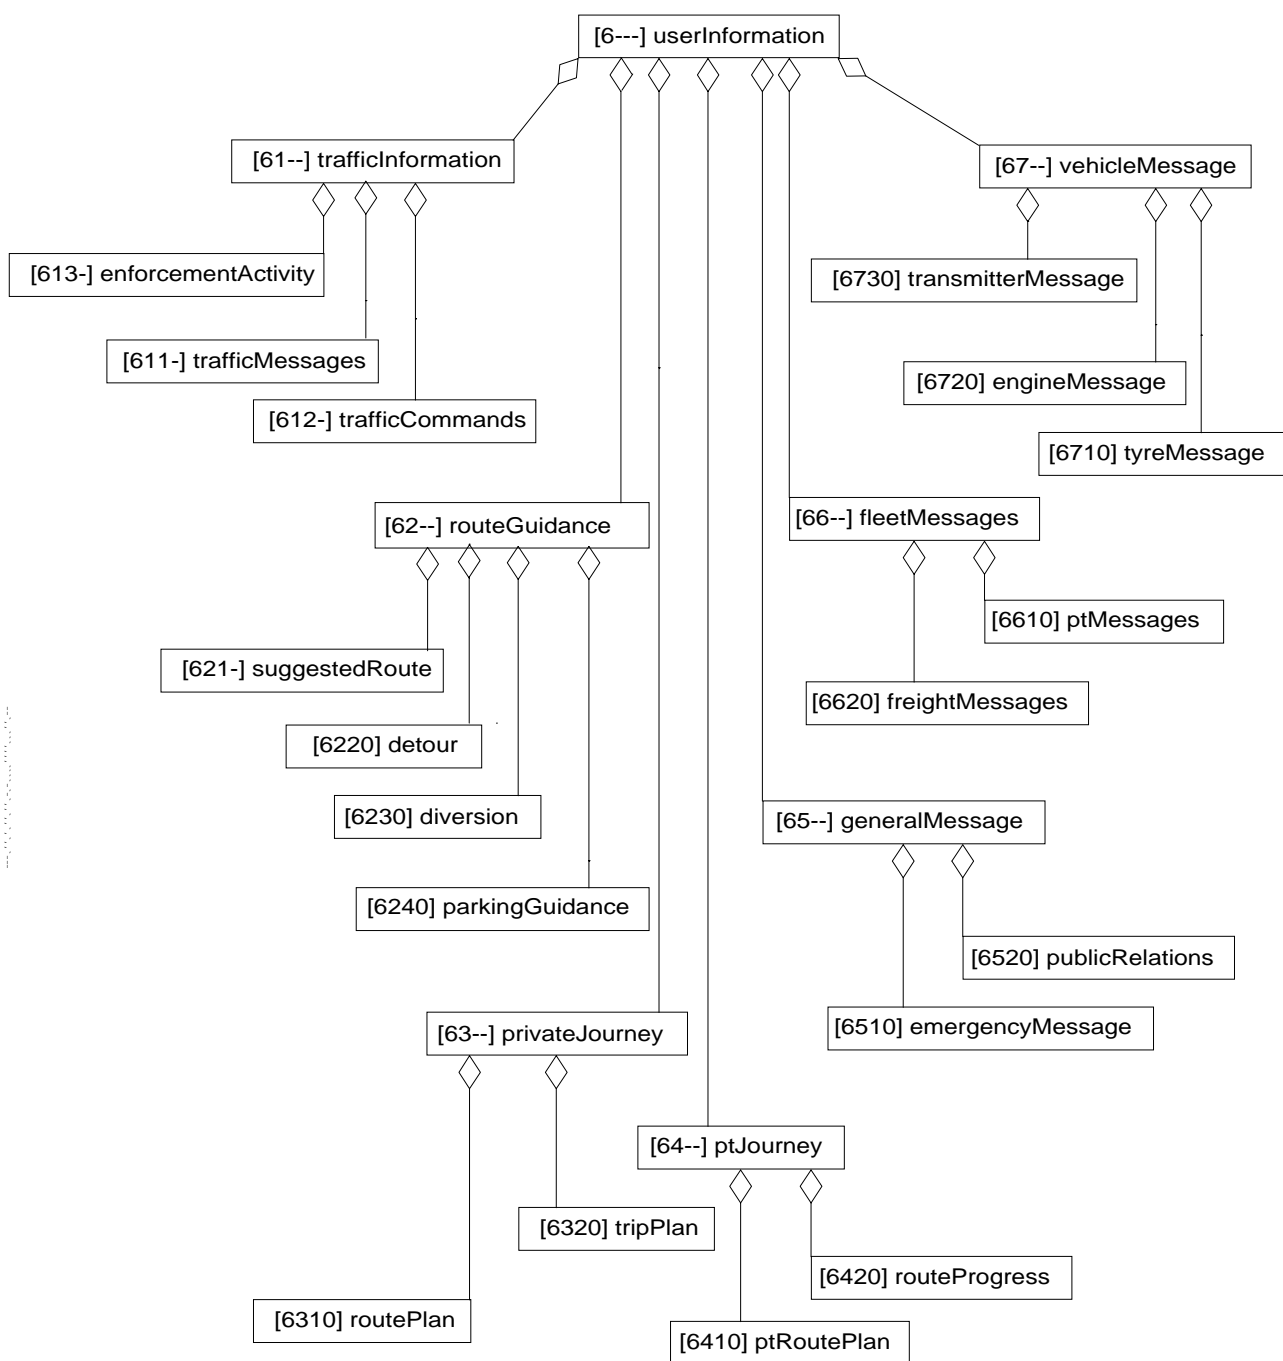 [6---] userInformation
[61--] trafficInformation
[67--] vehicleMessage
[613-] enforcementActivity
[6730] transmitterMessage
[611-] trafficMessages
[6720] engineMessage
[612-] trafficCommands
[6710] tyreMessage
[62--] routeGuidance
[66--] fleetMessages
[6610] ptMessages
[621-] suggestedRoute
[6620] freightMessages
[6220] detour
[6230] diversion
[65--] generalMessage
[6240] parkingGuidance
[6520] publicRelations
[6510] emergencyMessage
[63--] privateJourney
[64--] ptJourney
[6320] tripPlan
[6420] routeProgress
[6310] routePlan
[6410] ptRoutePlan